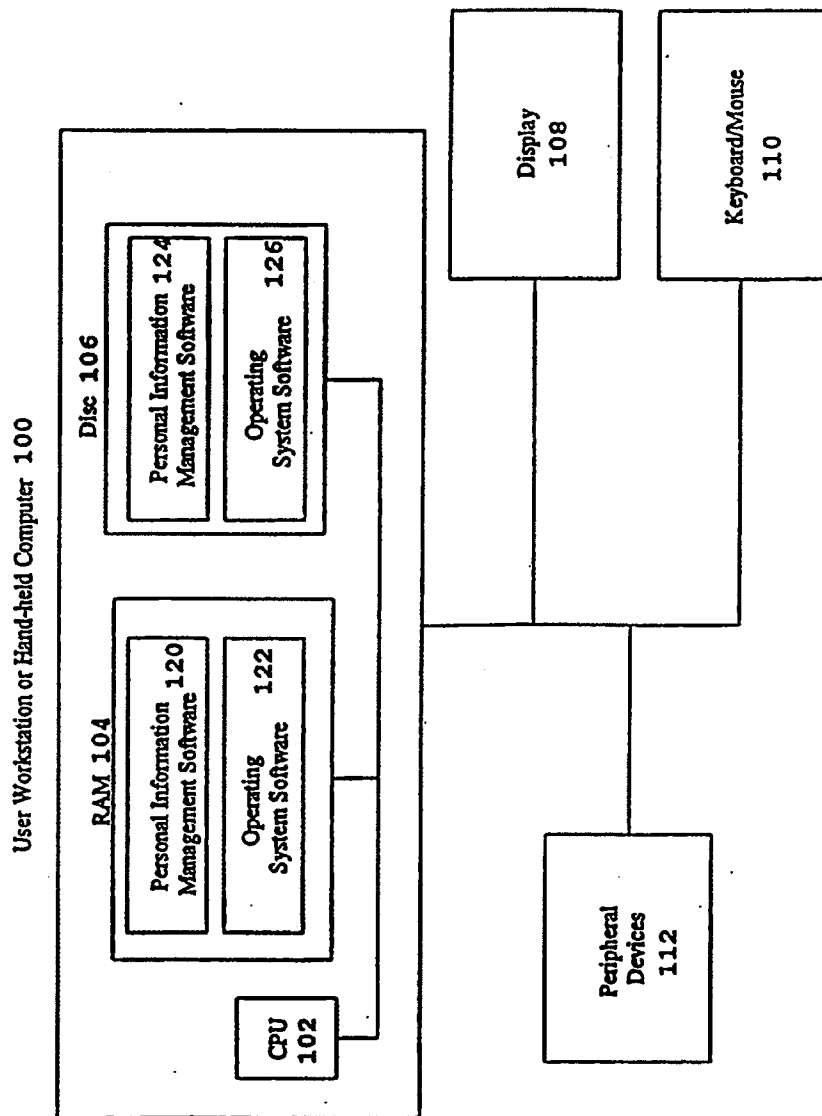 User Workstation or Hand-held Computer 100
RAM 104
Personal Information 120
Management Software
Operating 122
System Software
CPU
102
Disc 106
Personal Information 124
Management Software
Operating 126
System Software
Display
108
Keyboard/Mouse
110
Peripheral
Devices
112